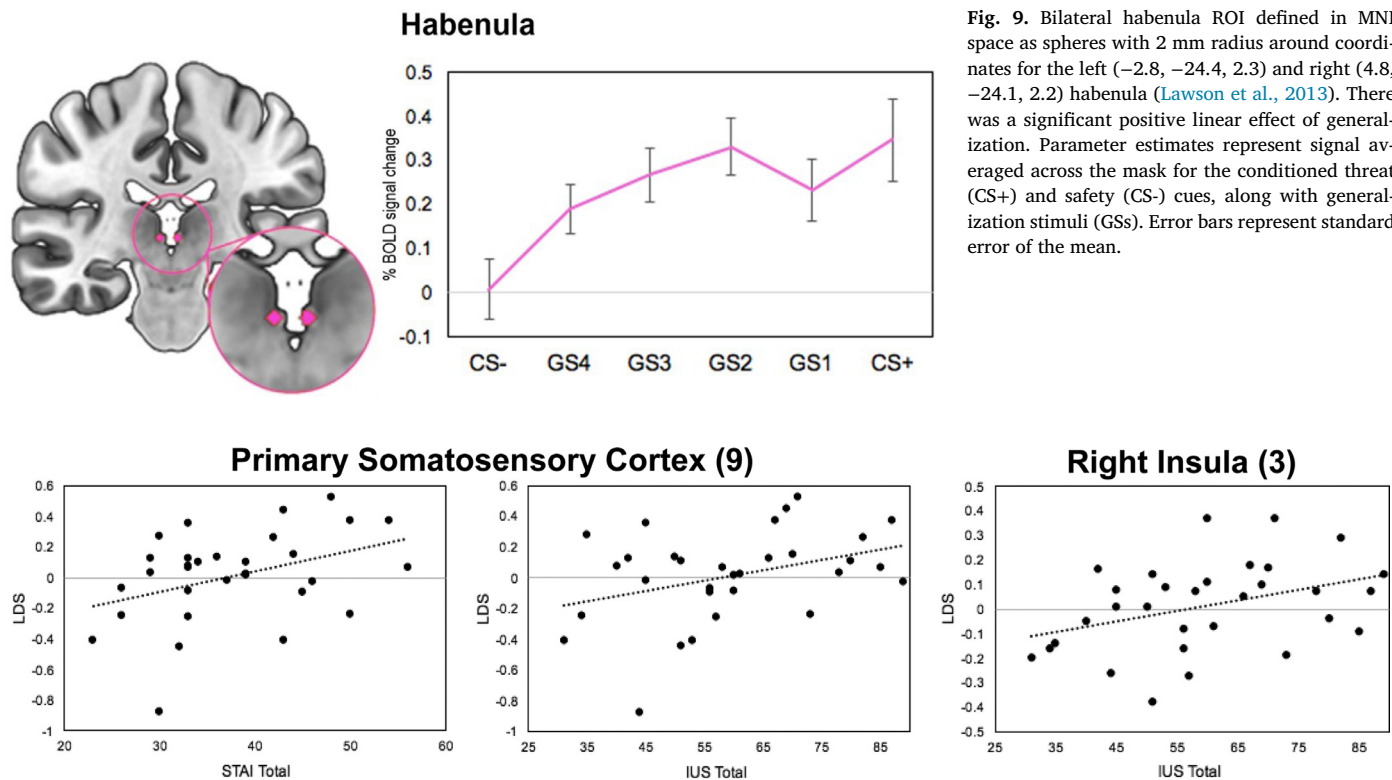 Habenula
0.5
0.4
0.3
0.2
0.1
0
-0.1
% BOLD signal change
CS-
GS4
GS3
GS2
GS1
CS+
Fig. 9. Bilateral habenula ROI defined in MNI
space as spheres with 2 mm radius around coordi-
nates for the left (−2.8, −24.4, 2.3) and right (4.8,
−24.1, 2.2) habenula (Lawson et al., 2013). There
was a significant positive linear effect of general-
ization. Parameter estimates represent signal av-
eraged across the mask for the conditioned threat
(CS+) and safety (CS-) cues, along with general-
ization stimuli (GSs). Error bars represent standard
error of the mean.
Primary Somatosensory Cortex (9)
0.6
0.4
0.2
0
-0.2
-0.4
-0.6
-0.8
-1
LDS
20
30
40
50
60
STAI Total
0.6
0.4
0.2
0
-0.2
-0.4
-0.6
-0.8
-1
LDS
25
35
45
55
65
75
85
IUS Total
Right Insula (3)
0.5
0.4
0.3
0.2
0.1
0
-0.1
-0.2
-0.3
-0.4
-0.5
LDS
25
35
45
55
65
75
85
IUS Total